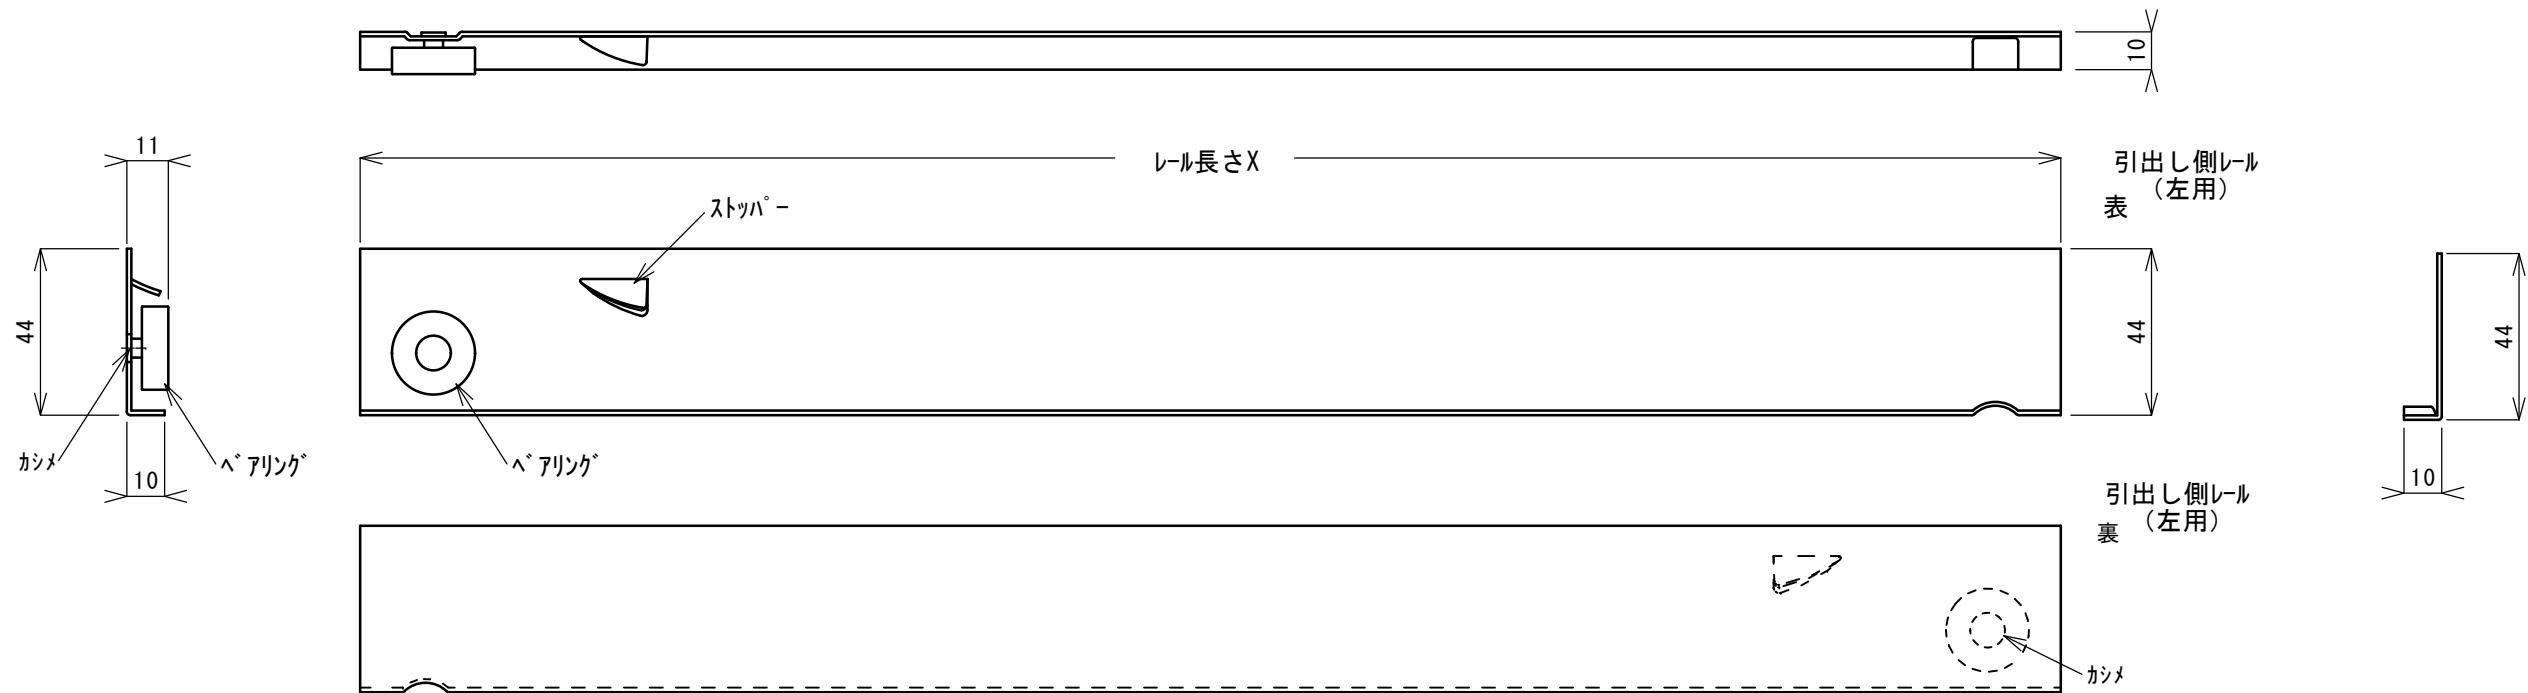 10
11
レール長さX
引出し側レール
（左用）
表
ストッパー
44
44
44
カシメ
10
ベアリング
ベアリング
10
引出し側レール
（左用）
裏
カシメ